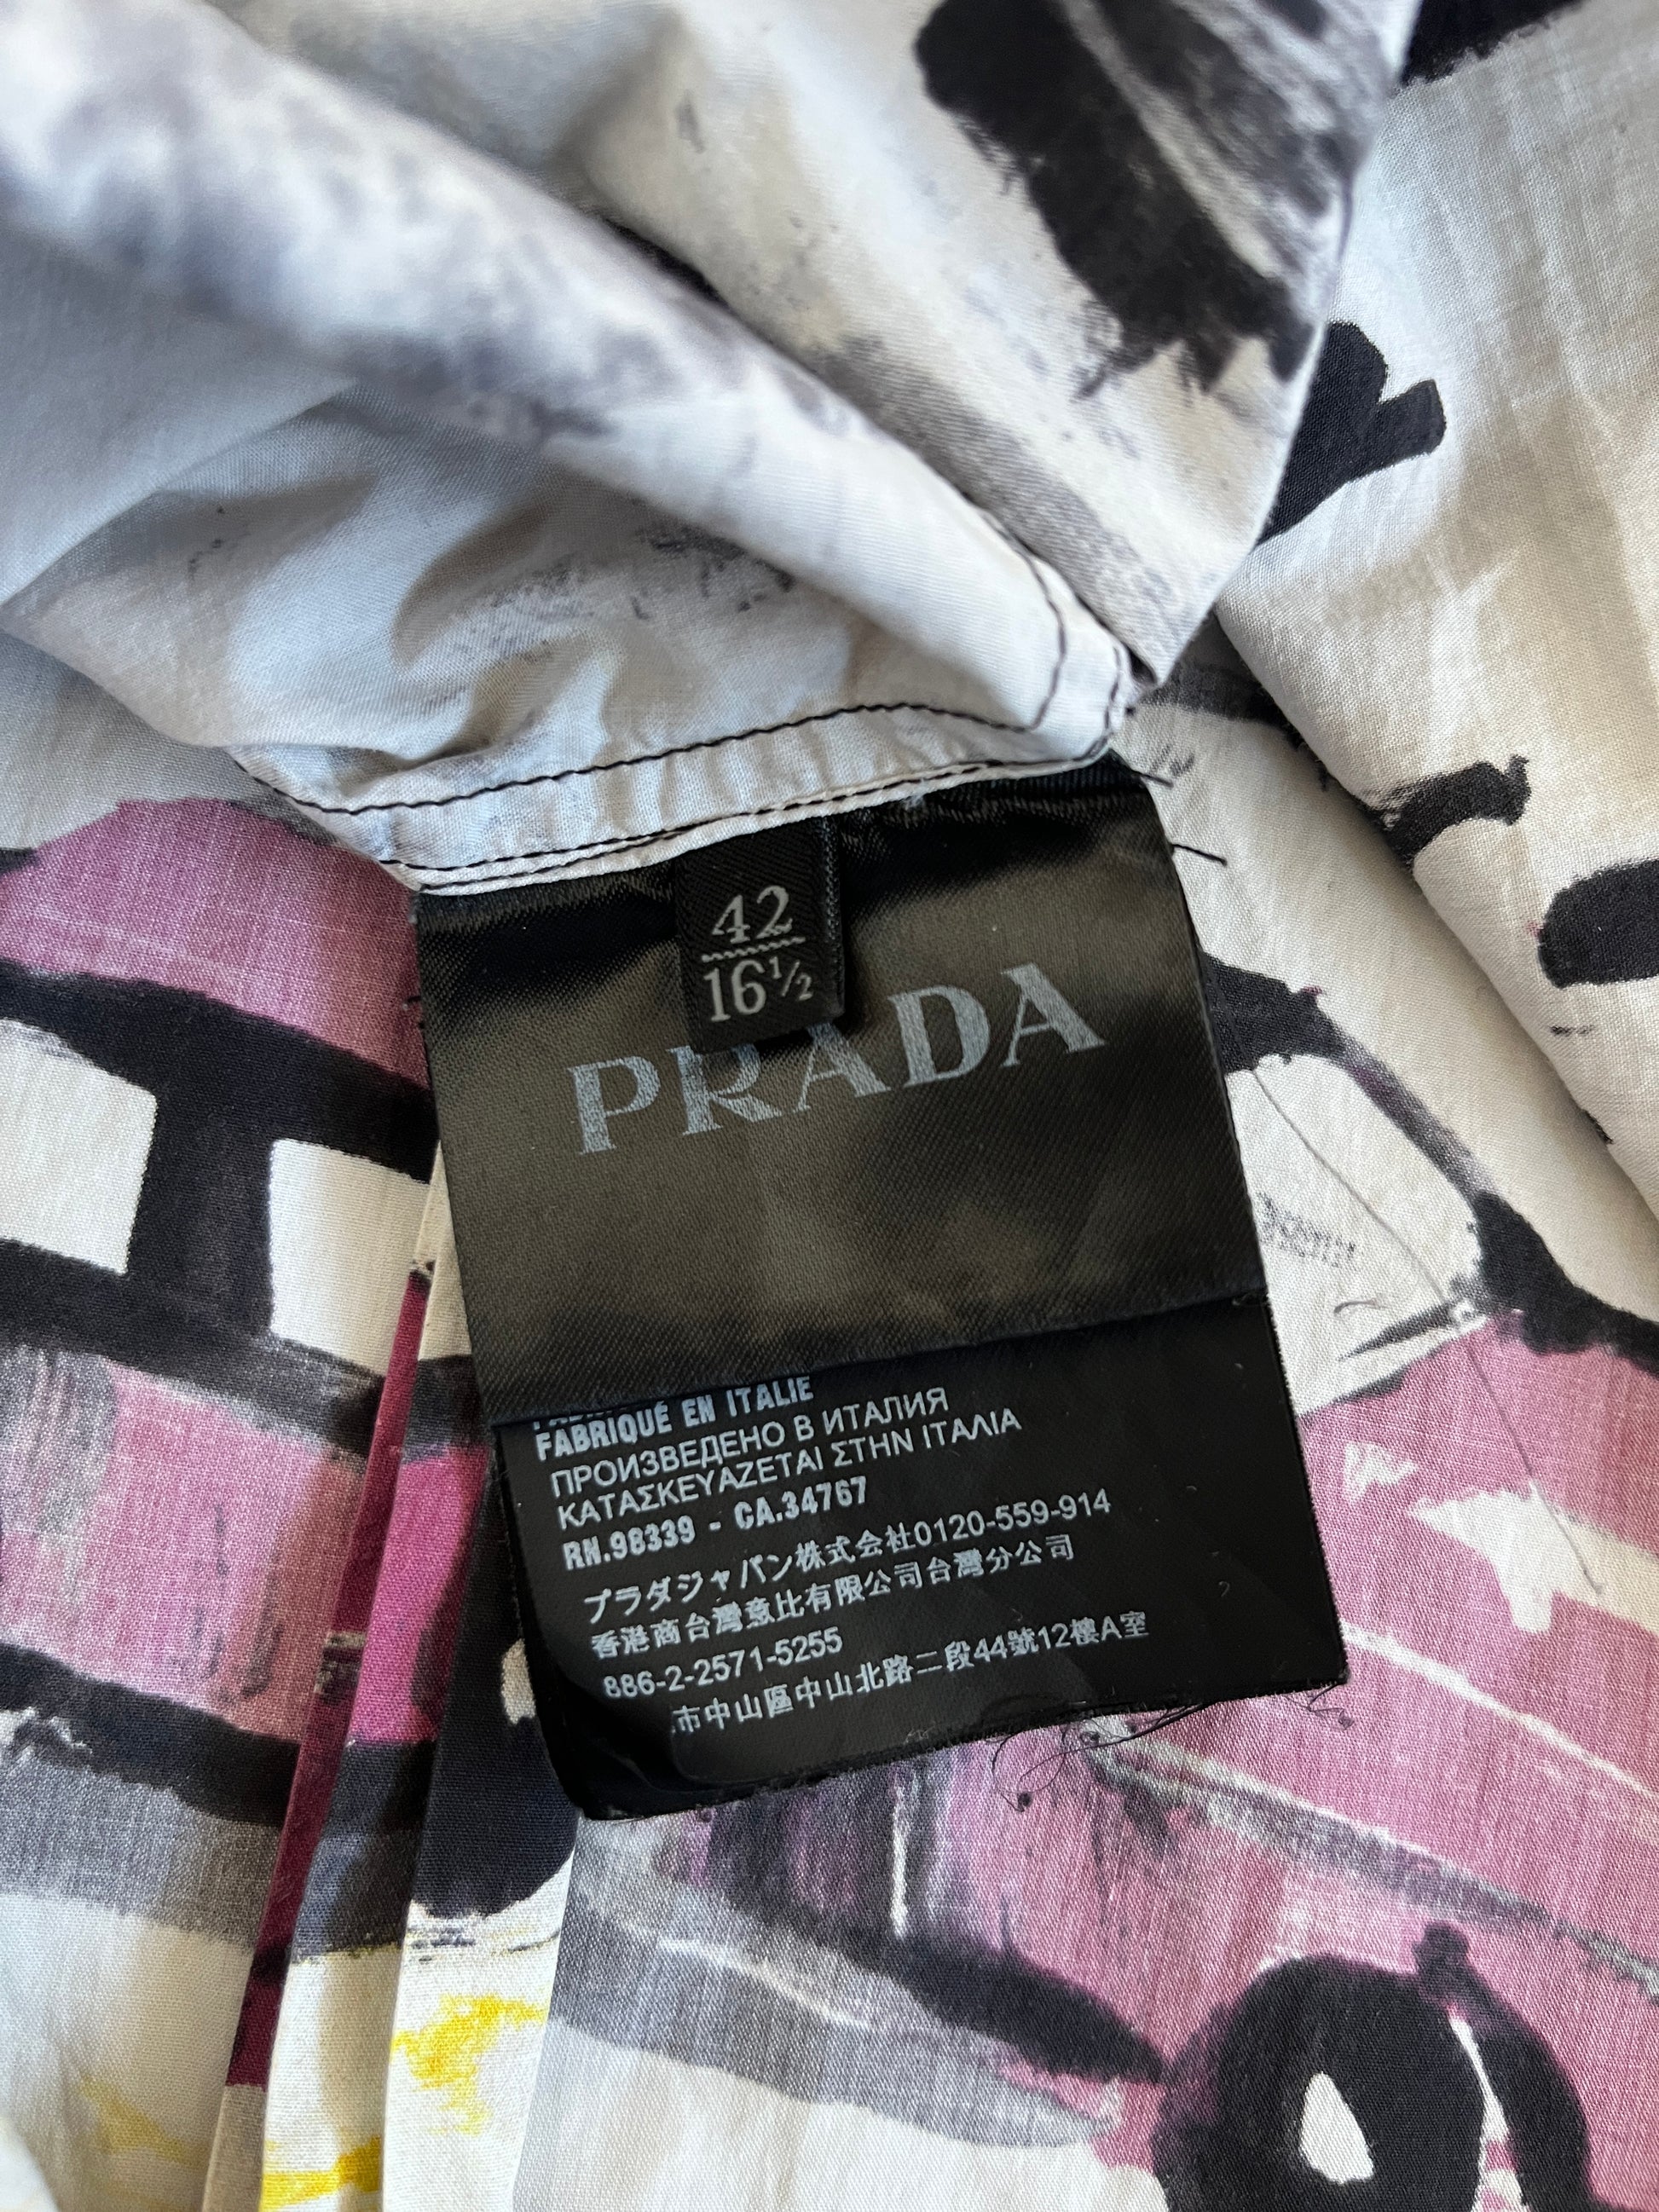 42
16½
PRADA
FABRIQUÉ EN ITALIE
ПРОИЗВЕДЕНО В ИТАЛИЯ
ΚΑΤΑΣΚΕΥΑΖΕΤΑΙ ΣΤΗΝ ΙΤΑΛΙΑ
RN.98339 - CA.34767
プラダジャパン株式会社0120-559-914
香港商台灣意比有限公司台灣分公司
886-2-2571-5255
市中山區中山北路二段44號12樓A室